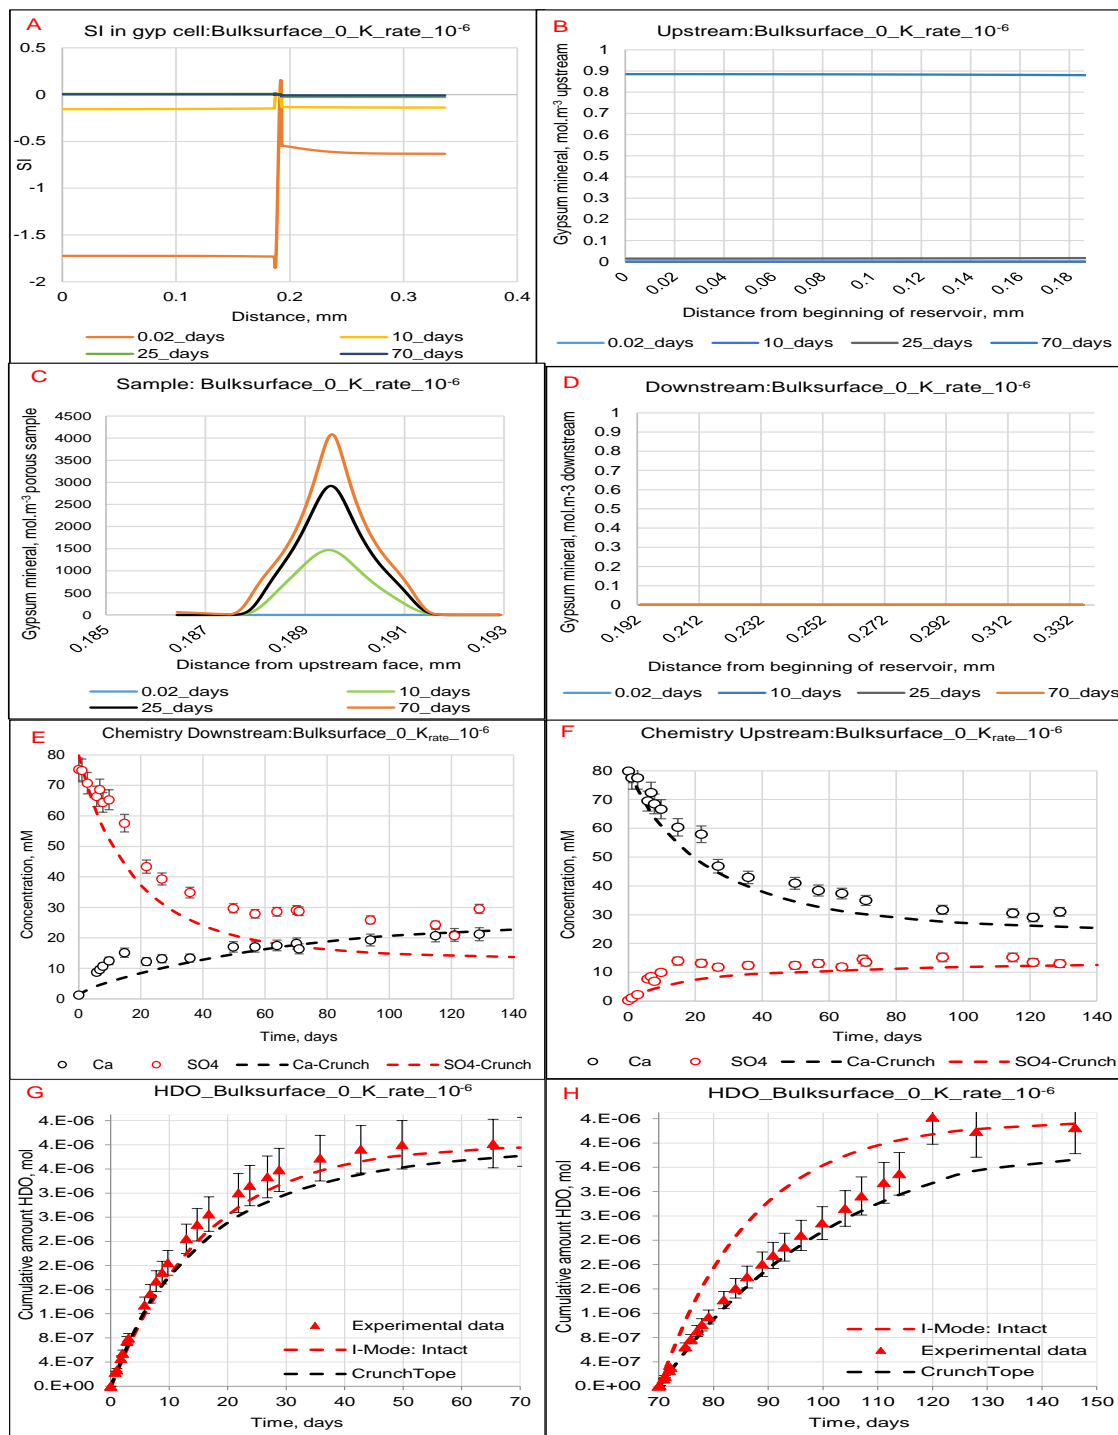 A
SI in gyp cell:Bulksurface_0_K_rate_10⁻⁶
0.5
0
-0.5
-1
-1.5
-2
SI
0
0.1
0.2
0.3
0.4
Distance, mm
0.02_days
10_days
25_days
70_days
B
Upstream:Bulksurface_0_K_rate_10⁻⁶
Gypsum mineral, mol.m⁻³ upstream
1
0.9
0.8
0.7
0.6
0.5
0.4
0.3
0.2
0.1
0
0
0.02
0.04
0.06
0.08
0.1
0.12
0.14
0.16
0.18
Distance from beginning of reservoir, mm
0.02_days
10_days
25_days
70_days
C
Sample: Bulksurface_0_K_rate_10⁻⁶
Gypsum mineral, mol.m⁻³ porous sample
4500
4000
3500
3000
2500
2000
1500
1000
500
0
0.185
0.187
0.189
0.191
0.193
Distance from upstream face, mm
0.02_days
10_days
25_days
70_days
D
Downstream:Bulksurface_0_K_rate_10⁻⁶
Gypsum mineral, mol.m-3 downstream
1
0.9
0.8
0.7
0.6
0.5
0.4
0.3
0.2
0.1
0
0.192
0.212
0.232
0.252
0.272
0.292
0.312
0.332
Distance from beginning of reservoir, mm
0.02_days
10_days
25_days
70_days
E
Chemistry Downstream:Bulksurface_0_Krate_10⁻⁶
Concentration, mM
80
70
60
50
40
30
20
10
0
0
20
40
60
80
100
120
140
Time, days
Ca
SO4
Ca-Crunch
SO4-Crunch
F
Chemistry Upstream:Bulksurface_0_Krate_10⁻⁶
Concentration, mM
80
70
60
50
40
30
20
10
0
0
20
40
60
80
100
120
140
Time, days
Ca
SO4
Ca-Crunch
SO4-Crunch
G
HDO_Bulksurface_0_K_rate_10⁻⁶
Cumulative amount HDO, mol
4.E-06
4.E-06
4.E-06
3.E-06
3.E-06
2.E-06
2.E-06
2.E-06
1.E-06
8.E-07
4.E-07
0.E+00
0
10
20
30
40
50
60
70
Time, days
Experimental data
I-Mode: Intact
CrunchTope
H
HDO_Bulksurface_0_K_rate_10⁻⁶
Cumulative amount HDO, mol
4.E-06
4.E-06
4.E-06
3.E-06
3.E-06
2.E-06
2.E-06
2.E-06
1.E-06
8.E-07
4.E-07
0.E+00
70
80
90
100
110
120
130
140
150
Time, days
I-Mode: Intact
Experimental data
CrunchTope